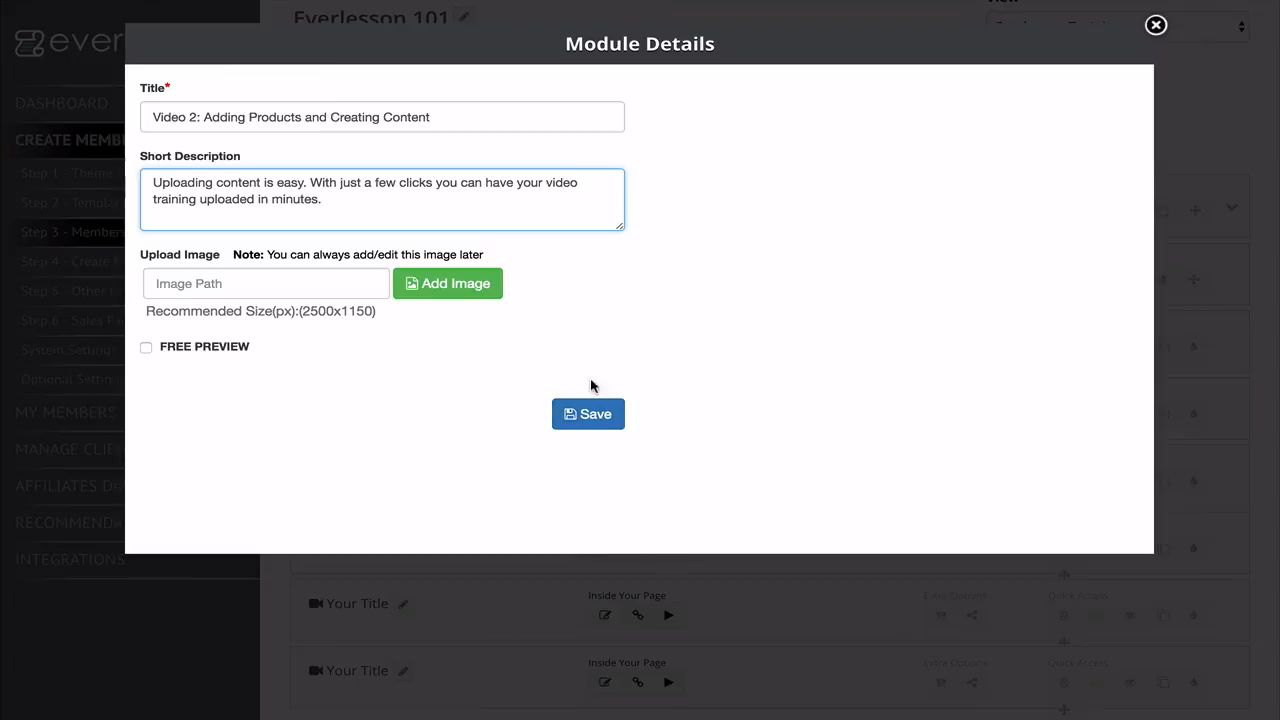 Everlesson 101
ever
Module Details
Title*
Video 2: Adding Products and Creating Content
Short Description
Uploading content is easy. With just a few clicks you can have your video
training uploaded in minutes.
Upload Image Note: You can always add/edit this image later
Image Path
Add Image
Recommended Size(px):(2500x1150)
FREE PREVIEW
Save
DASHBOARD
CREATE MEMB
Step 1 - Theme
Step 2 - Templa
Step 3 - Members
Step 4 - Create
Step 5 - Other
Step 6 - Sales
System Setting
Optional Settin
MY MEMBERS
MANAGE CLIE
AFFILIATES
RECOMMEND
INTEGRATIONS
Your Title
Inside Your Page
Extra Options
Quick Access
Your Title
Inside Your Page
Extra Options
Quick Access